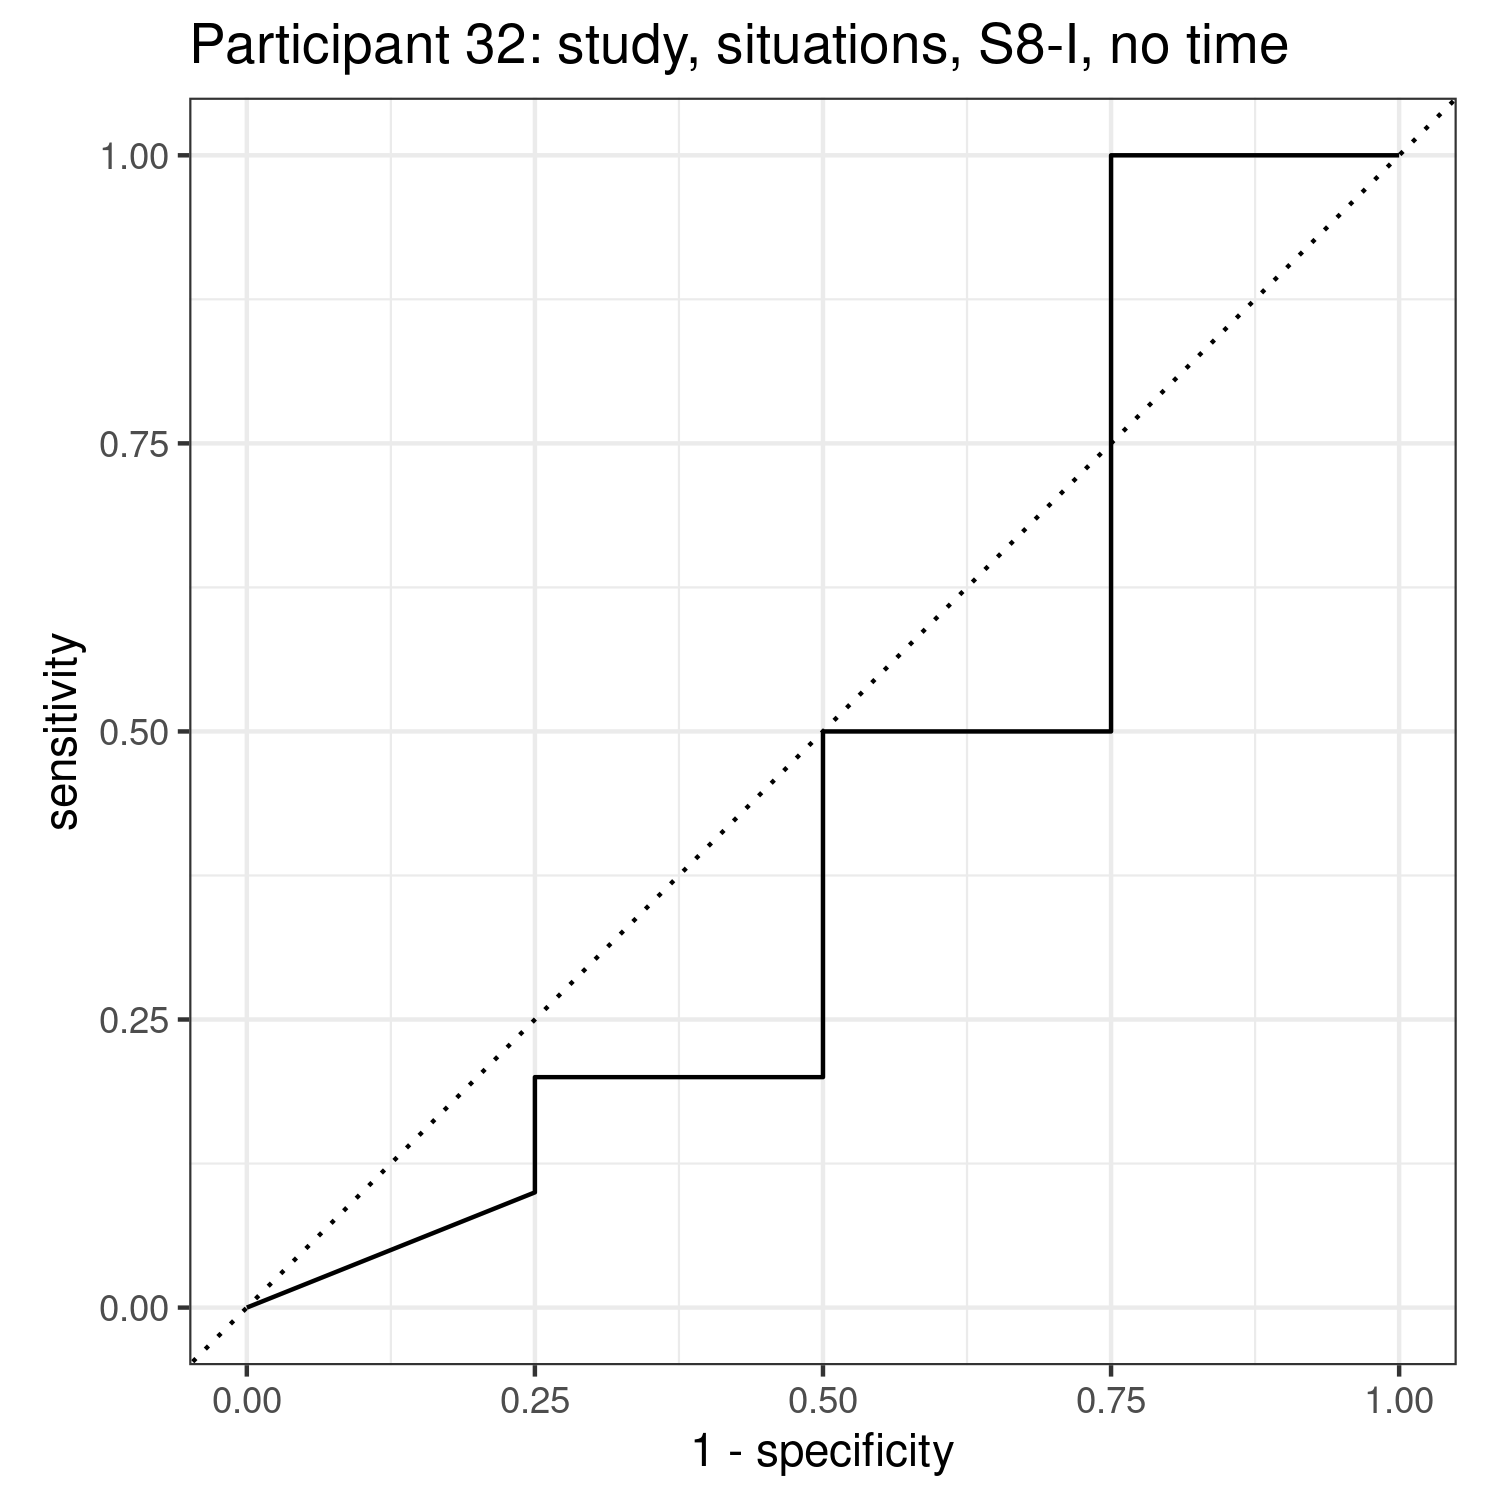 Participant 32: study, situations, S8-I, no time
1.00
0.75
0.50
0.25
0.00
sensitivity
0.00 0.25 0.50 0.75 1.00
1 - specificity